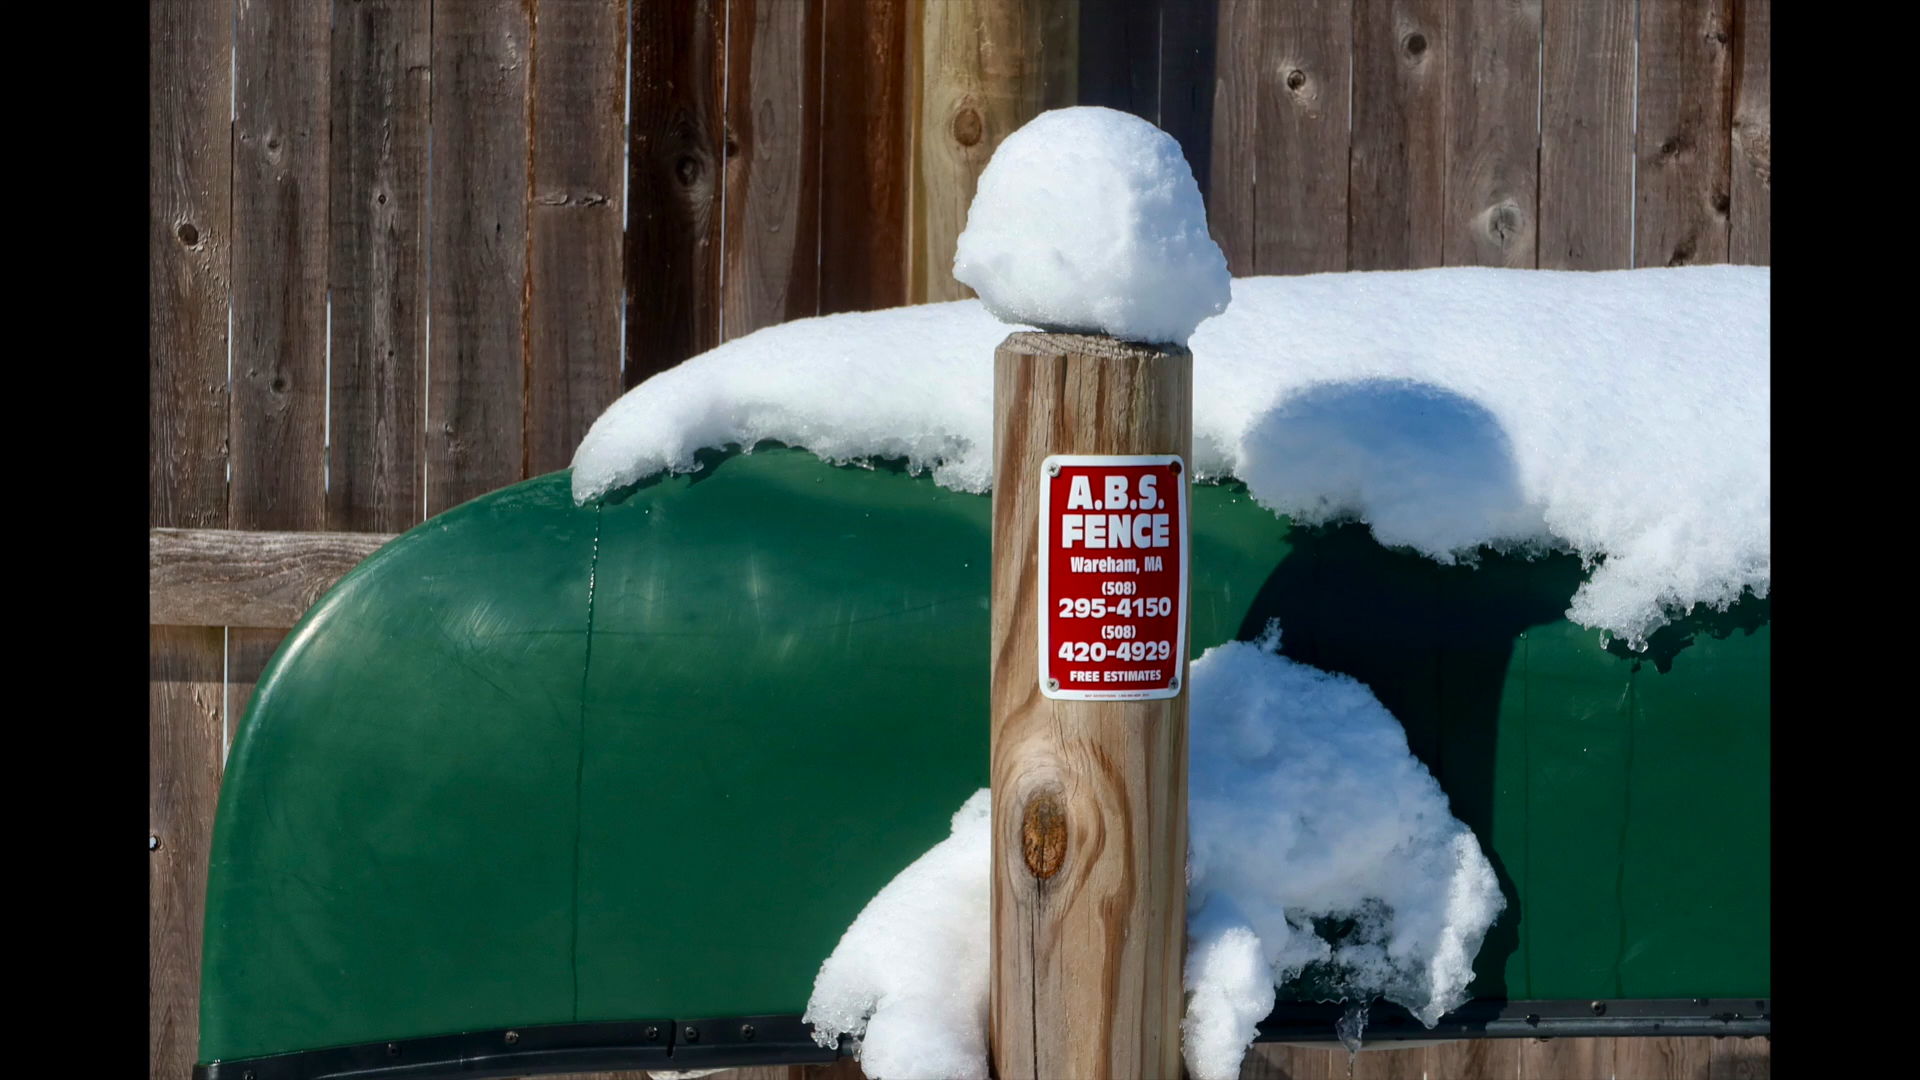 A.B.S.
FENCE
Wareham, MA
(508)
295-4150
(508)
420-4929
FREE ESTIMATES